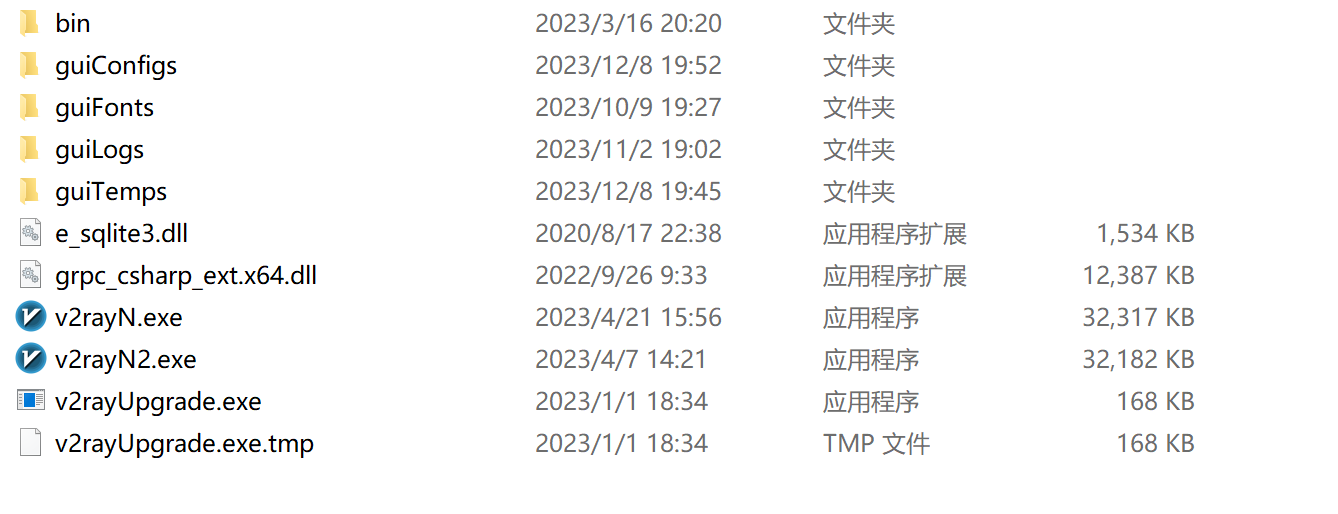 bin 2023/3/16 20:20 文件夹
guiConfigs 2023/12/8 19:52 文件夹
guiFonts 2023/10/9 19:27 文件夹
guiLogs 2023/11/2 19:02 文件夹
guiTemps 2023/12/8 19:45 文件夹
e_sqlite3.dll 2020/8/17 22:38 应用程序扩展 1,534 KB
grpc_csharp_ext.x64.dll 2022/9/26 9:33 应用程序扩展 12,387 KB
v2rayN.exe 2023/4/21 15:56 应用程序 32,317 KB
v2rayN2.exe 2023/4/7 14:21 应用程序 32,182 KB
v2rayUpgrade.exe 2023/1/1 18:34 应用程序 168 KB
v2rayUpgrade.exe.tmp 2023/1/1 18:34 TMP 文件 168 KB